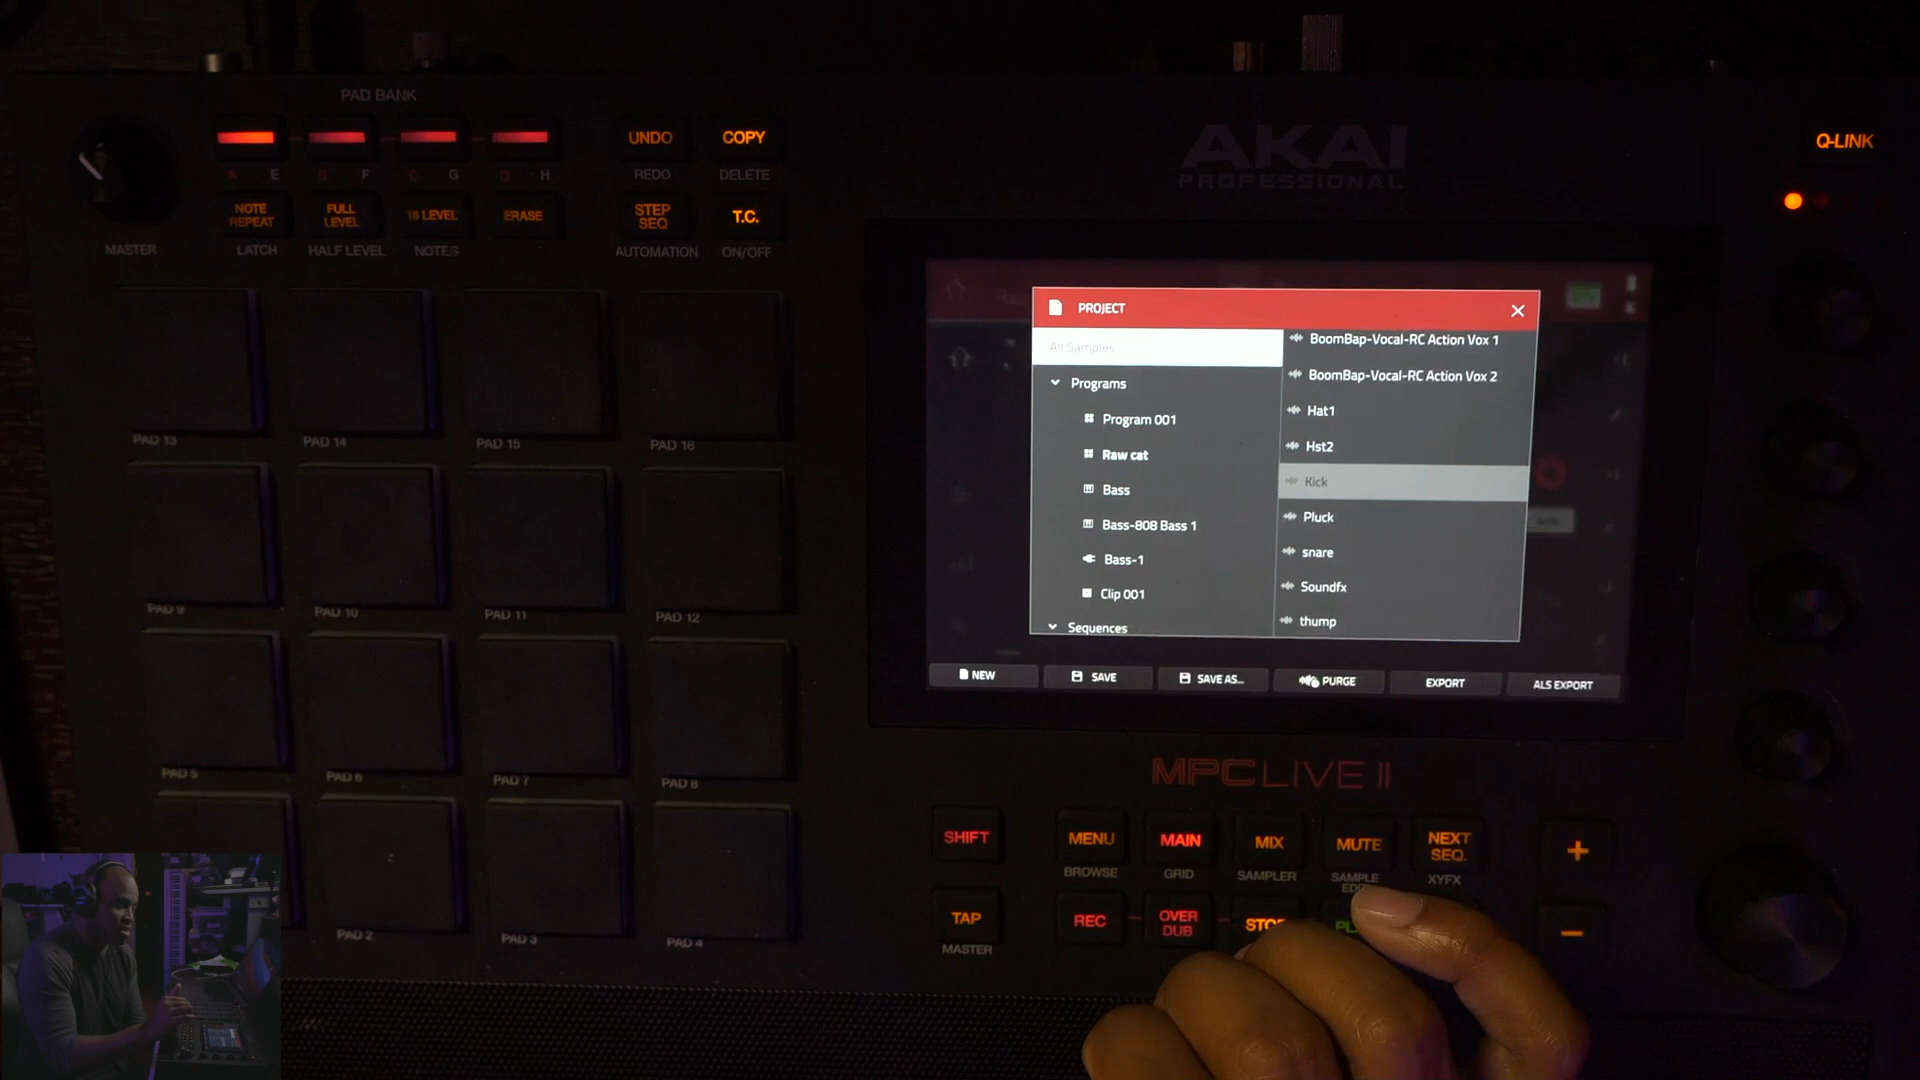 PAD BANK
UNDO
COPY
A E
B F
C G
D H
REDO
DELETE
NOTE
REPEAT
FULL
LEVEL
16 LEVEL
ERASE
STEP
SEQ
T.C.
MASTER
LATCH
HALF LEVEL
NOTES
AUTOMATION
ON/OFF
AKAI
PROFESSIONAL
Q-LINK
PROJECT
All Samples
Programs
Program 001
Raw cat
Bass
Bass-808 Bass 1
Bass-1
Clip 001
Sequences
BoomBap-Vocal-RC Action Vox 1
BoomBap-Vocal-RC Action Vox 2
Hat1
Hst2
Kick
Pluck
snare
Soundfx
thump
NEW
SAVE
SAVE AS...
PURGE
EXPORT
ALS EXPORT
PAD 13
PAD 14
PAD 15
PAD 16
PAD 9
PAD 10
PAD 11
PAD 12
PAD 5
PAD 6
PAD 7
PAD 8
PAD 2
PAD 3
PAD 4
MPC LIVE II
SHIFT
MENU
MAIN
MIX
MUTE
NEXT
SEQ.
+
BROWSE
GRID
SAMPLER
SAMPLE
XYFX
TAP
REC
OVER
DUB
−
MASTER